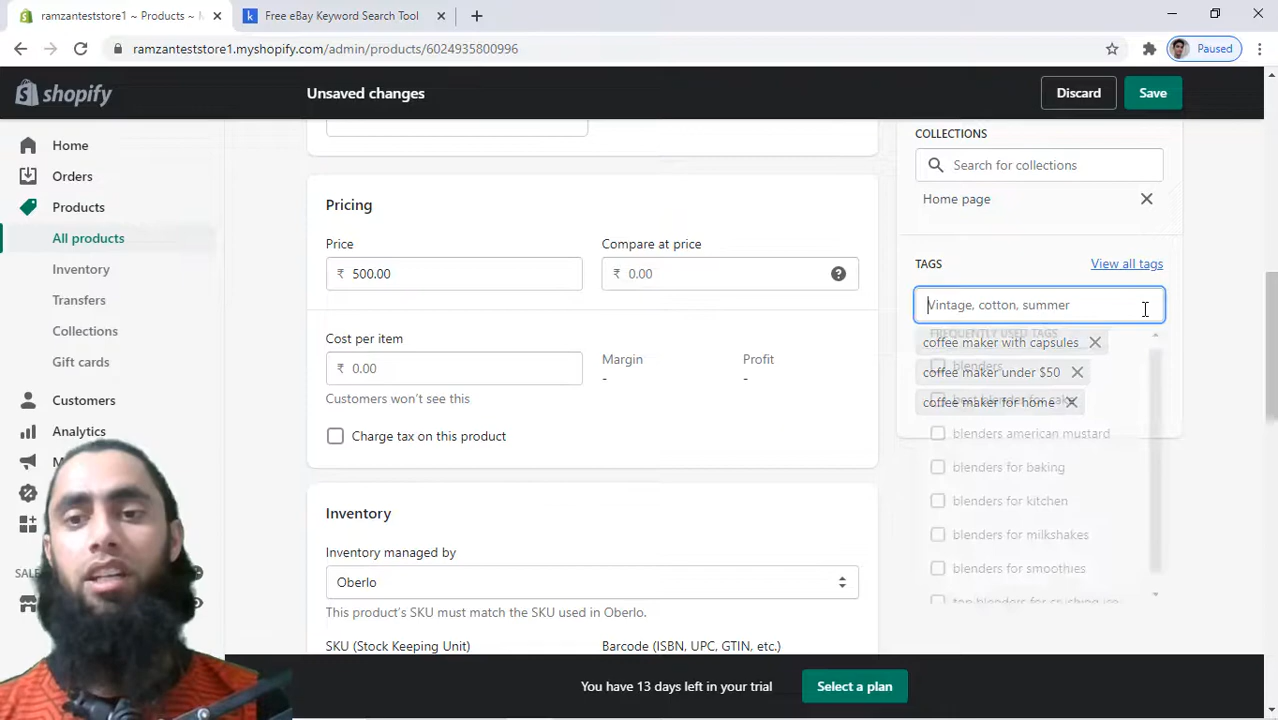 ramzanteststore1 ~ Products ~
Free eBay Keyword Search Tool
ramzanteststore1.myshopify.com/admin/products/6024935800996
Paused
shopify
Unsaved changes
Discard
Save
Home
Orders
Products
All products
Inventory
Transfers
Collections
Gift cards
Customers
Analytics
Pricing
Price
Compare at price
₹ 500.00
₹ 0.00
Cost per item
₹ 0.00
Margin
-
Profit
-
Customers won't see this
Charge tax on this product
Inventory
Inventory managed by
Oberlo
This product's SKU must match the SKU used in Oberlo.
SKU (Stock Keeping Unit)
Barcode (ISBN, UPC, GTIN, etc.)
COLLECTIONS
Search for collections
Home page
TAGS
View all tags
Vintage, cotton, summer
FREQUENTLY USED TAGS
coffee maker with capsules
blenders
coffee maker under $50
coffee maker for home
blenders american mustard
blenders for baking
blenders for kitchen
blenders for milkshakes
blenders for smoothies
You have 13 days left in your trial
Select a plan